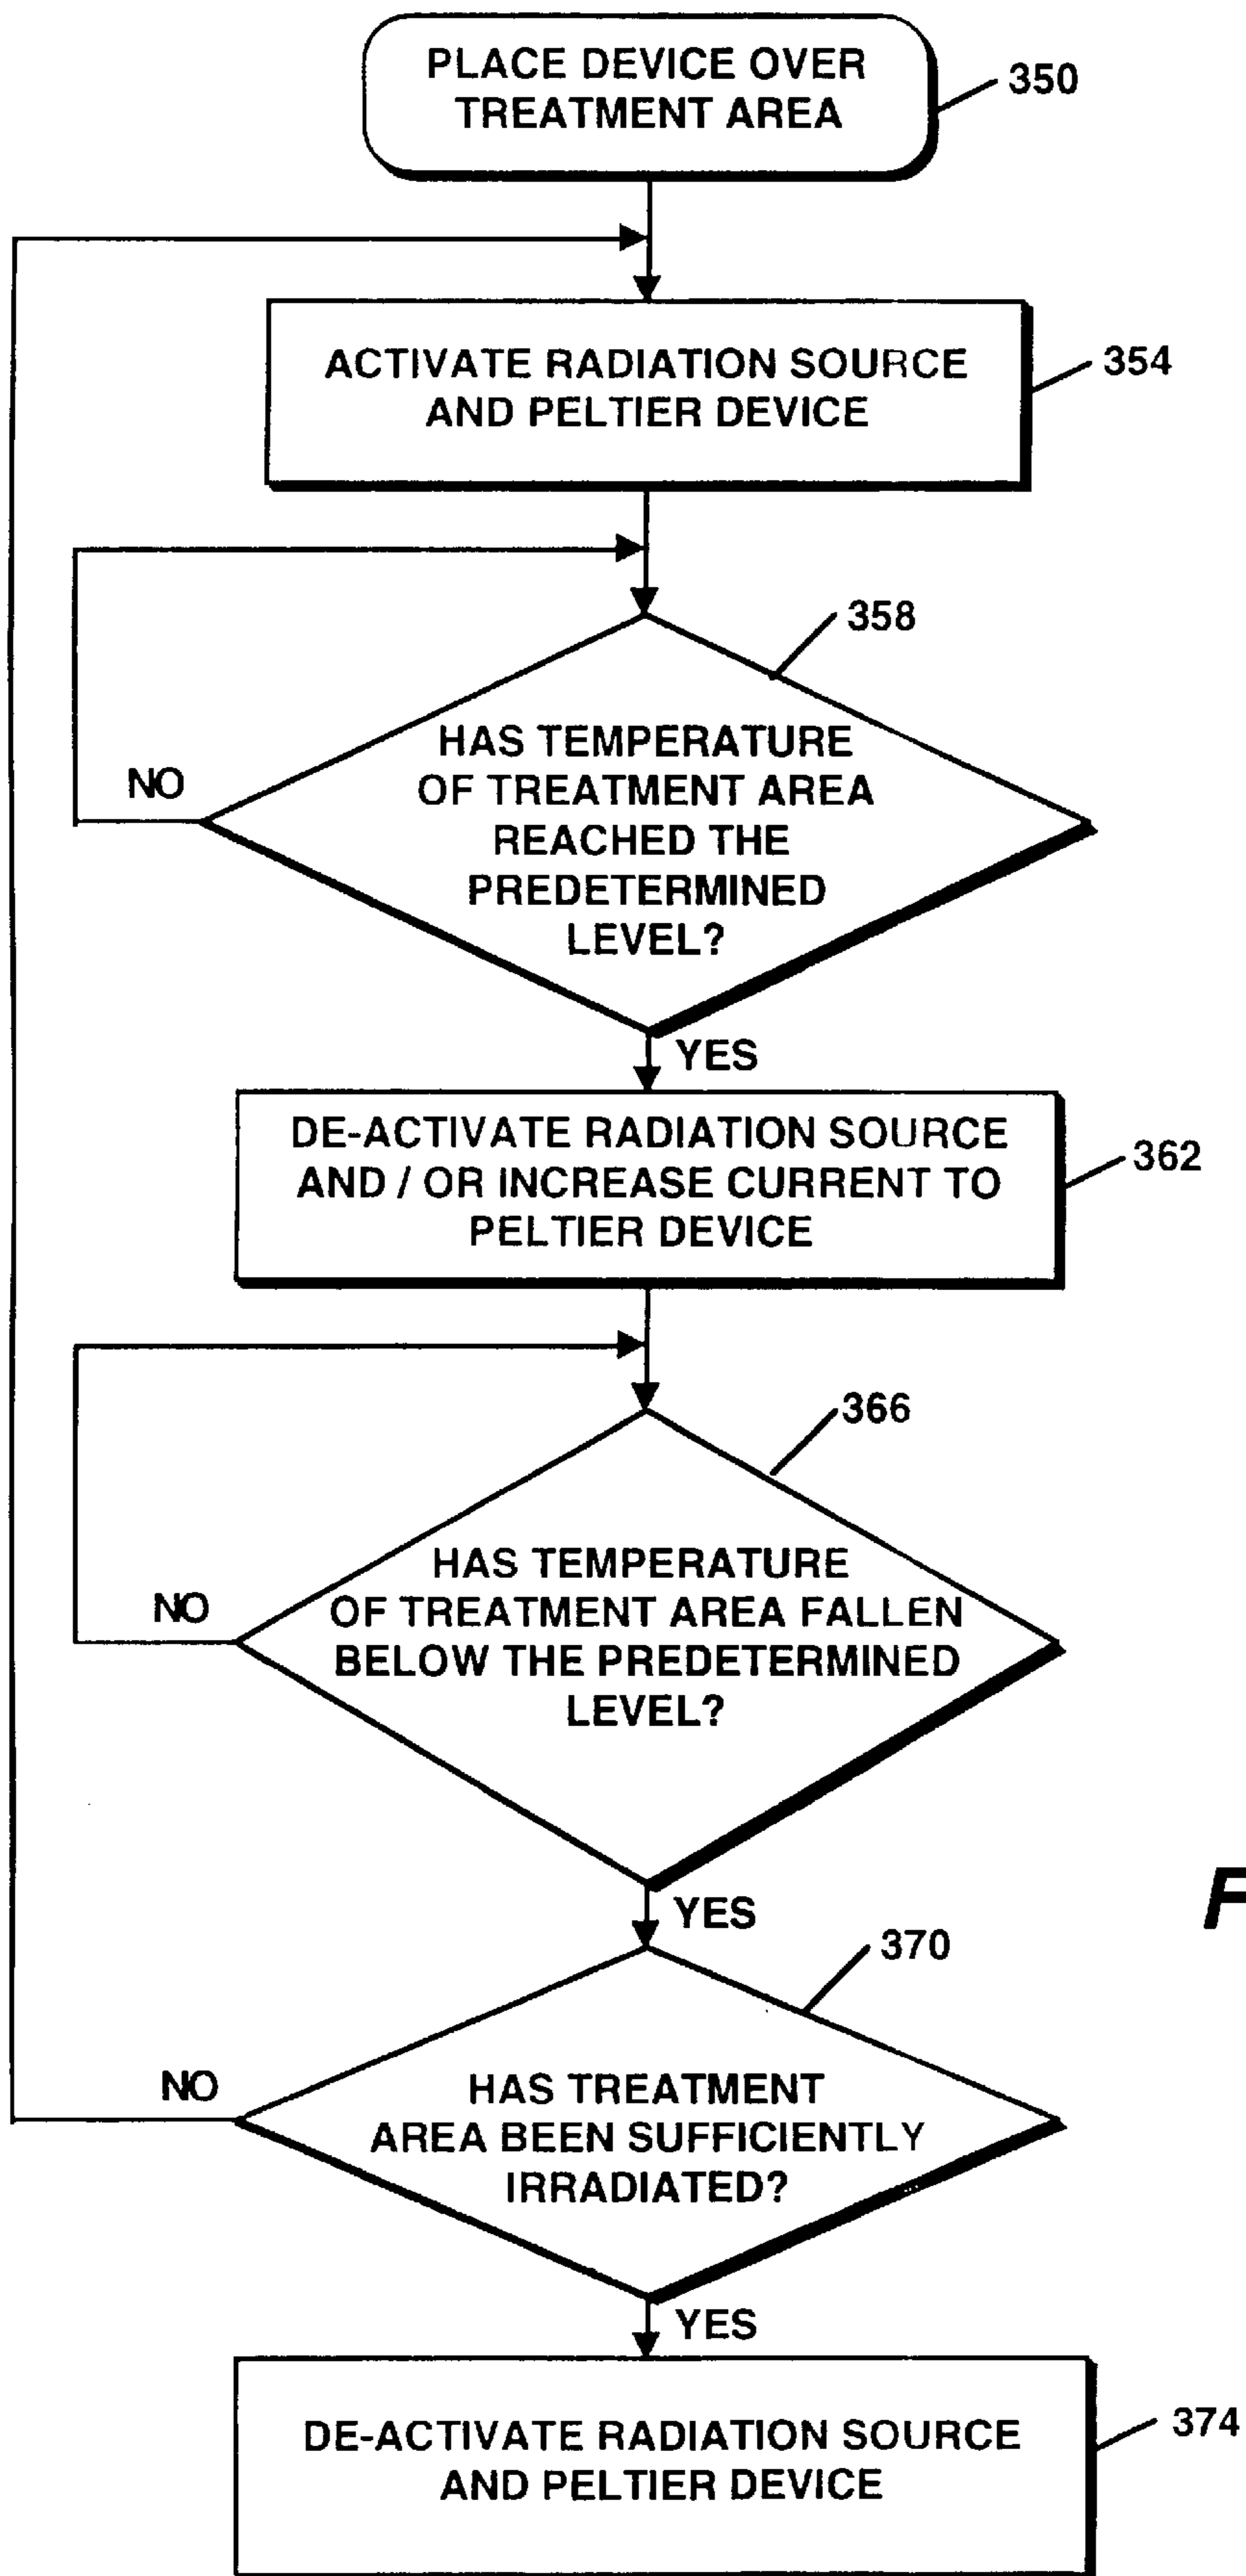 PLACE DEVICE OVER
TREATMENT AREA
350
ACTIVATE RADIATION SOURCE
AND PELTIER DEVICE
354
358
HAS TEMPERATURE
OF TREATMENT AREA
REACHED THE
PREDETERMINED
LEVEL?
NO
YES
DE-ACTIVATE RADIATION SOURCE
AND / OR INCREASE CURRENT TO
PELTIER DEVICE
362
366
HAS TEMPERATURE
OF TREATMENT AREA FALLEN
BELOW THE PREDETERMINED
LEVEL?
NO
YES
F
370
HAS TREATMENT
AREA BEEN SUFFICIENTLY
IRRADIATED?
NO
YES
DE-ACTIVATE RADIATION SOURCE
AND PELTIER DEVICE
374